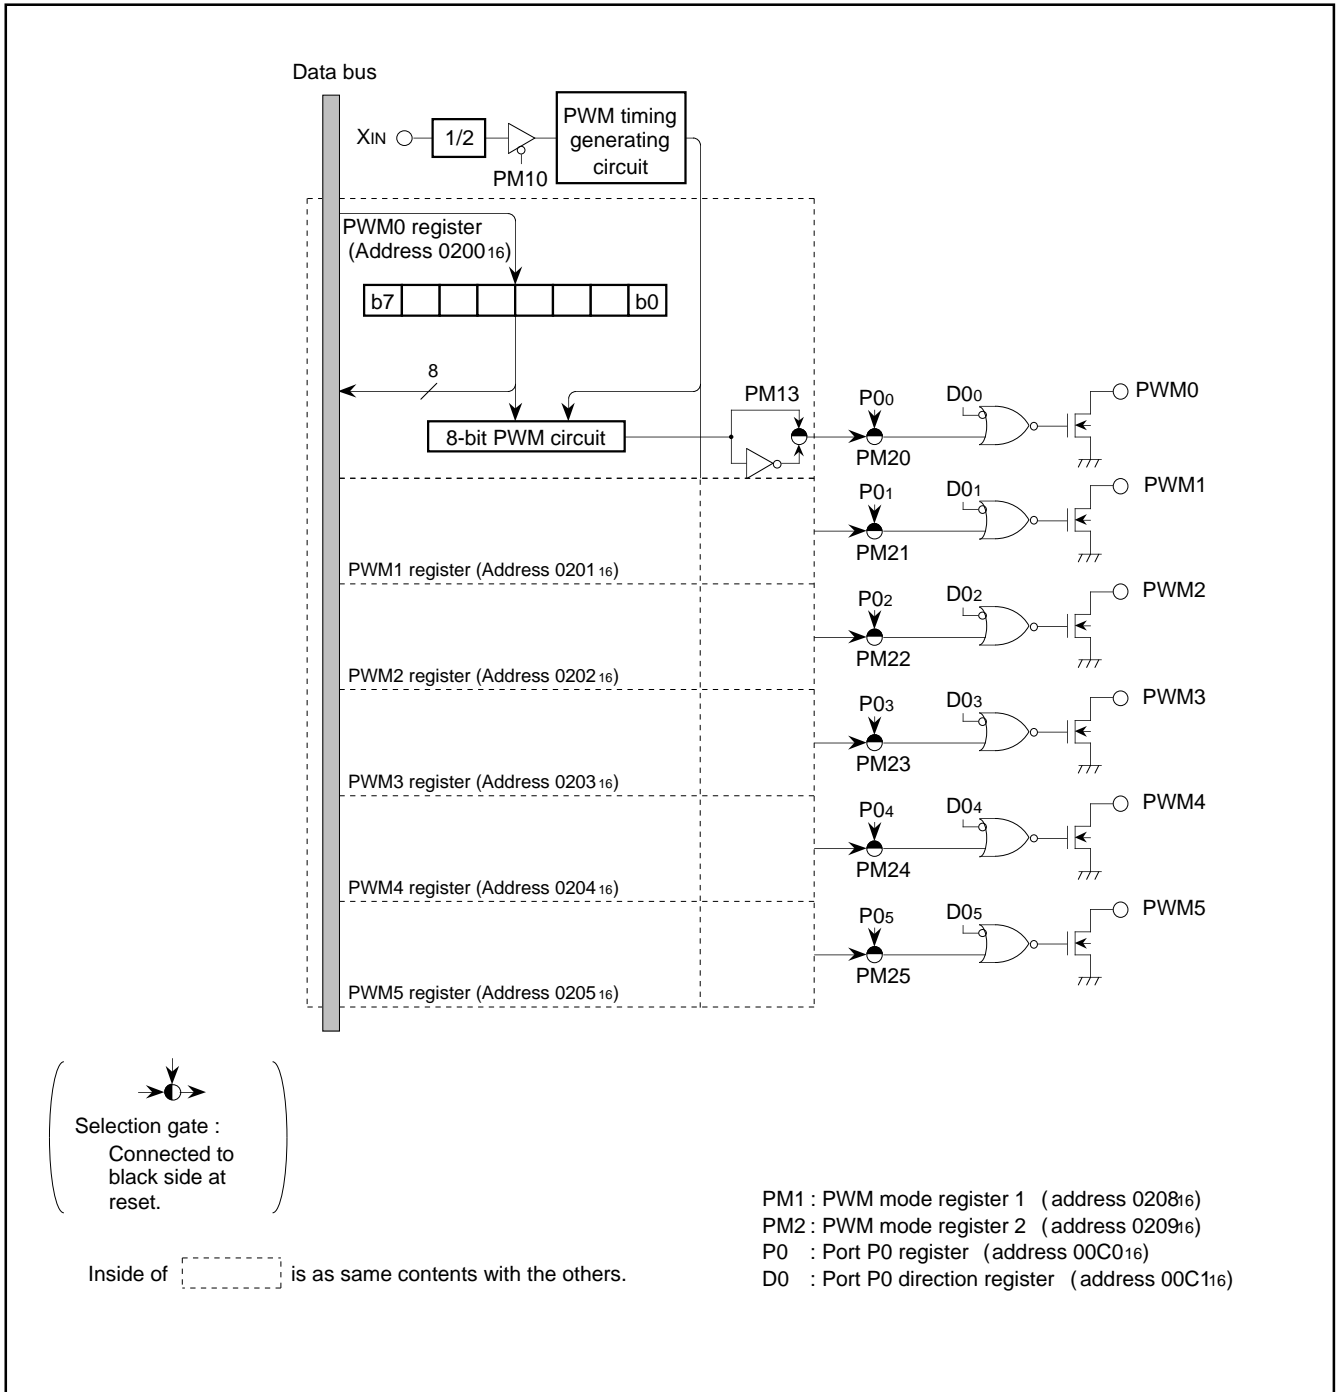 Data bus
XIN
1/2
PM10
PWM timing
generating
circuit
PWM0 register
(Address 020016)
b7
b0
8
8-bit PWM circuit
PM13
P00
PM20
D00
PWM0
P01
PM21
D01
PWM1
PWM1 register (Address 020116)
P02
PM22
D02
PWM2
PWM2 register (Address 020216)
P03
PM23
D03
PWM3
PWM3 register (Address 020316)
P04
PM24
D04
PWM4
PWM4 register (Address 020416)
P05
PM25
D05
PWM5
PWM5 register (Address 020516)
Selection gate :
Connected to
black side at
reset.
Inside of is as same contents with the others.
PM1 : PWM mode register 1 (address 020816)
PM2 : PWM mode register 2 (address 020916)
P0 : Port P0 register (address 00C016)
D0 : Port P0 direction register (address 00C116)